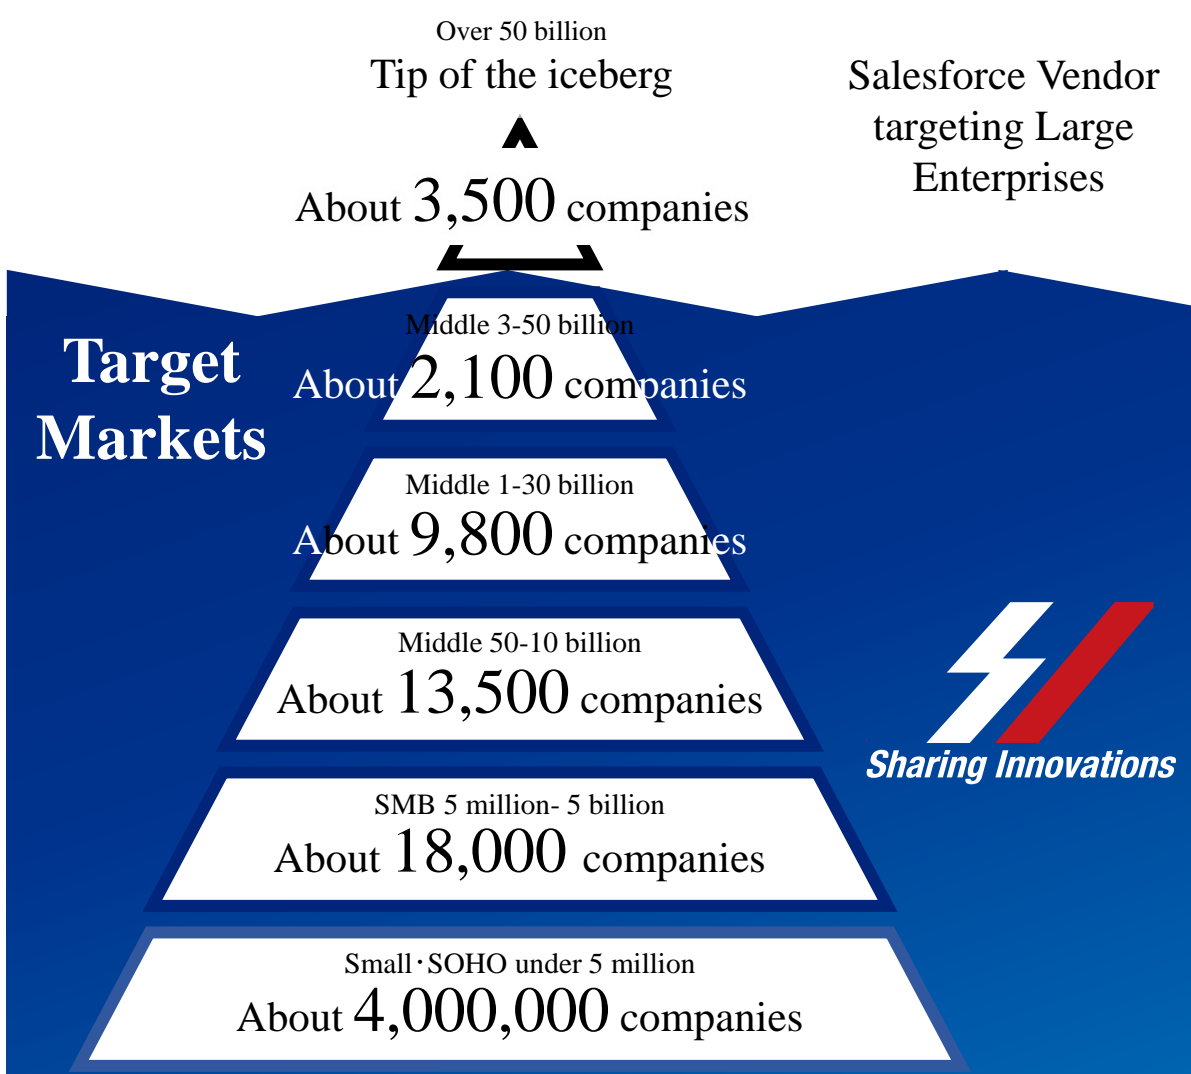 Over 50 billion
Tip of the iceberg
About 3,500 companies
Salesforce Vendor
targeting Large
Enterprises
Target
Markets
Middle 3-50 billion
About 2,100 companies
Middle 1-30 billion
About 9,800 companies
Middle 50-10 billion
About 13,500 companies
SMB 5 million- 5 billion
About 18,000 companies
Small･SOHO under 5 million
About 4,000,000 companies
Sharing Innovations